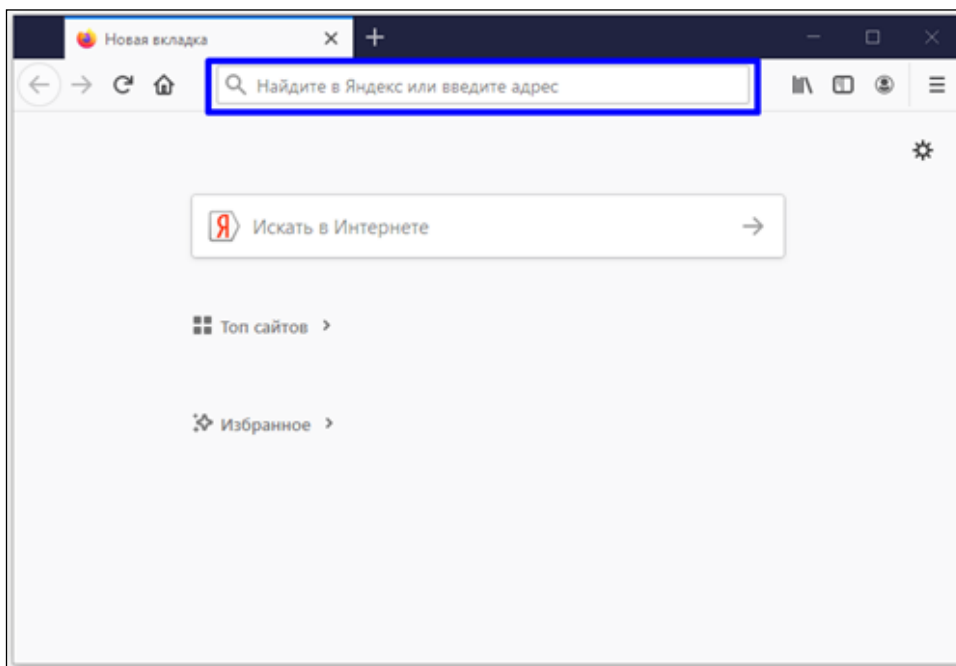 Новая вкладка
Найдите в Яндекс или введите адрес
Я Искать в Интернете
Топ сайтов
Избранное